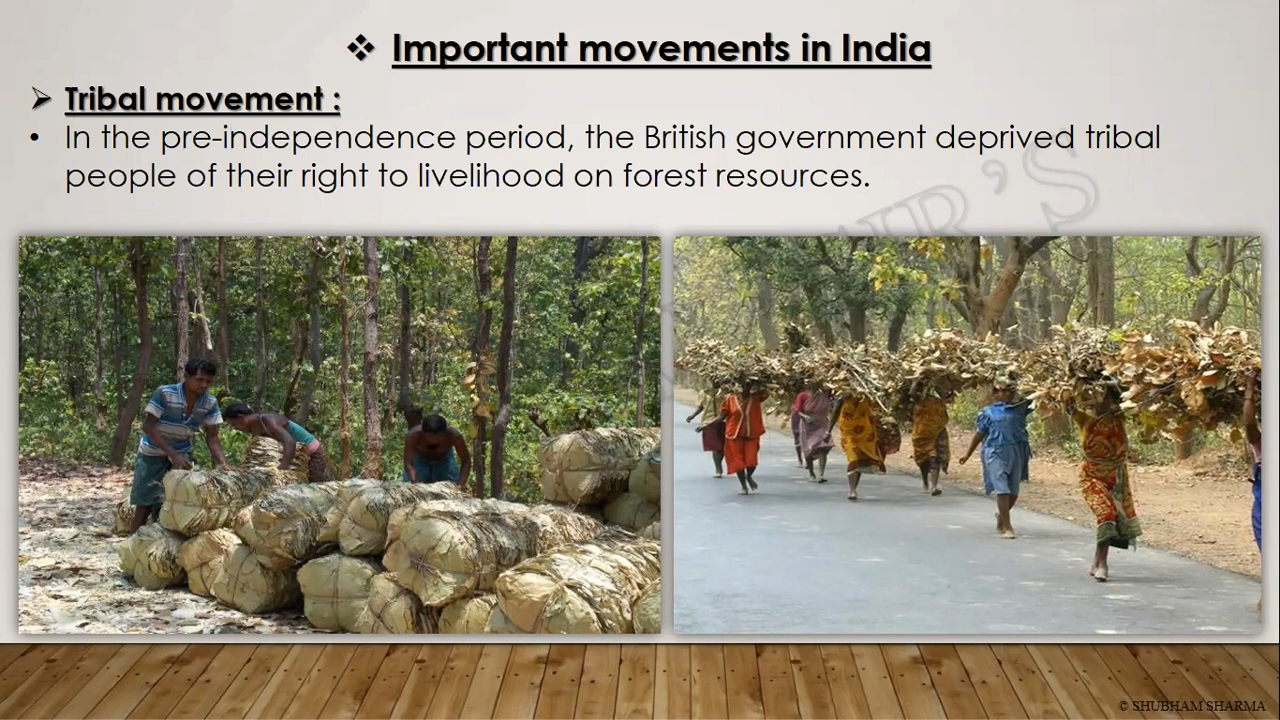 ❖ Important movements in India
➢ Tribal movement :
• In the pre-independence period, the British government deprived tribal
people of their right to livelihood on forest resources.
© SHUBHAM SHARMA